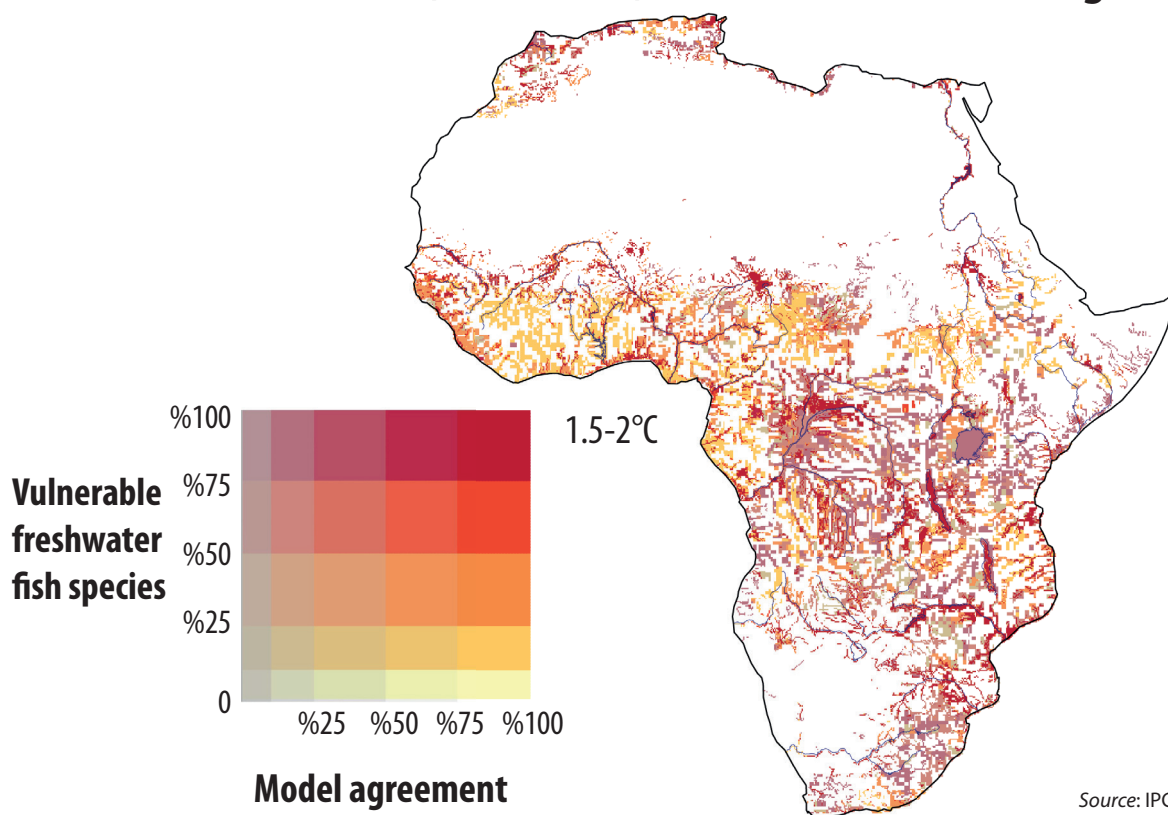 %100
%75
%50
%25
0
Vulnerable
freshwater
fish species
1.5-2°C
%25 %50 %75 %100
Model agreement
Source: IPC